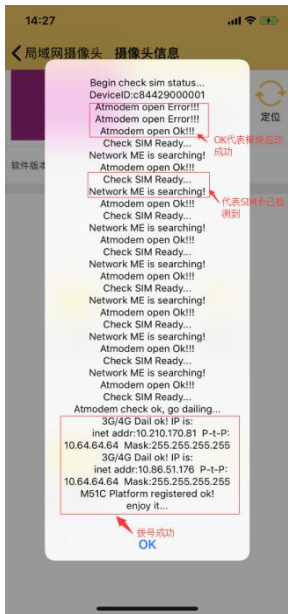 14:27
局域网摄像头 摄像头信息
Begin check sim status...
DeviceID:c84429000001
Atmodem open Error!!!
Atmodem open Error!!!
Atmodem open Ok!!!
OK代表模块启动
成功
定位
Check SIM Ready...
Network ME is searching!
Atmodem open Ok!!!
软件版本
Check SIM Ready...
Network ME is searching!
代表SIM卡已检
测到
Atmodem open Ok!!!
Check SIM Ready...
Network ME is searching!
Atmodem open Ok!!!
Check SIM Ready...
Network ME is searching!
Atmodem open Ok!!!
Check SIM Ready...
Network ME is searching!
Atmodem open Ok!!!
Check SIM Ready...
Network ME is searching!
Atmodem open Ok!!!
Check SIM Ready...
Network ME is searching!
Atmodem open Ok!!!
Check SIM Ready...
Atmodem check ok, go dailing...
3G/4G Dail ok! IP is:
inet addr:10.210.170.81 P-t-P:
10.64.64.64 Mask:255.255.255.255
3G/4G Dail ok! IP is:
inet addr:10.86.51.176 P-t-P:
10.64.64.64 Mask:255.255.255.255
M51C Platform registered ok!
enjoy it...
拨号成功
OK